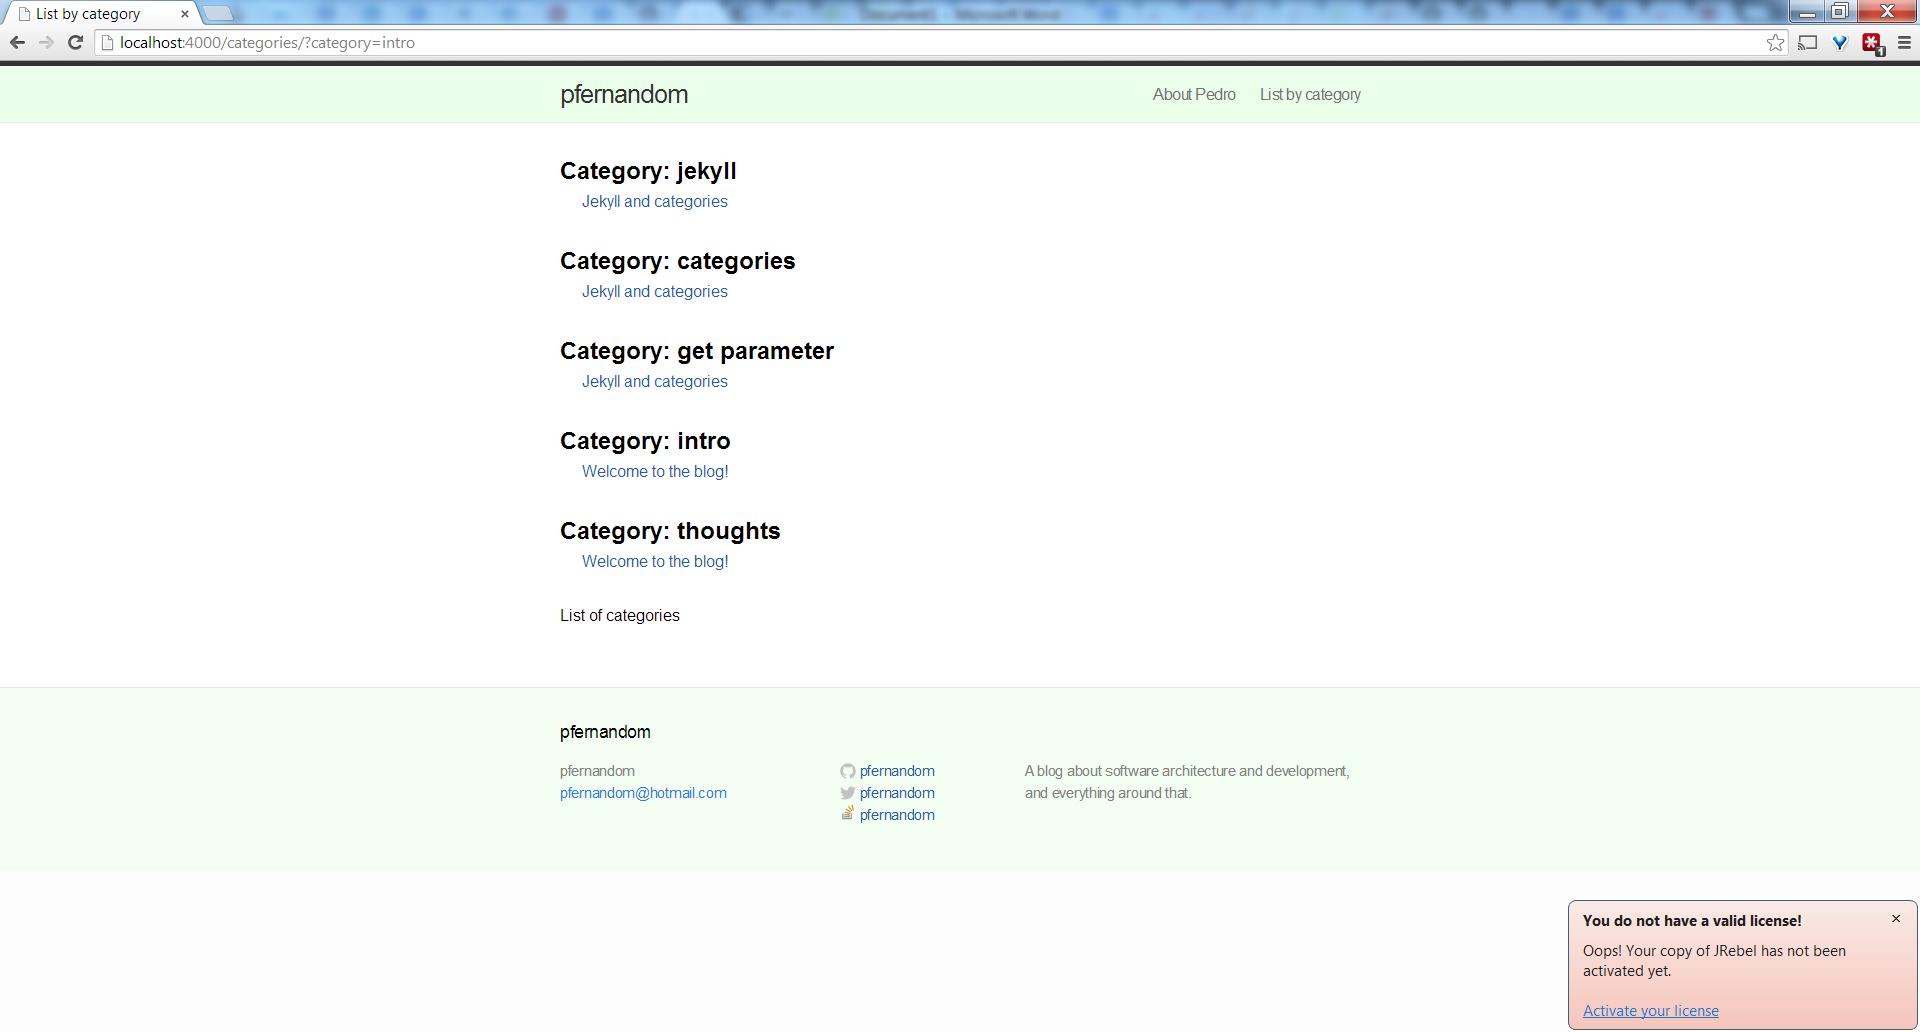 List by category
Document1 - Microsoft Word
localhost:4000/categories/?category=intro
1
pfernandom
About Pedro
List by category
Category: jekyll
Jekyll and categories
Category: categories
Jekyll and categories
Category: get parameter
Jekyll and categories
Category: intro
Welcome to the blog!
Category: thoughts
Welcome to the blog!
List of categories
pfernandom
pfernandom
pfernandom@hotmail.com
pfernandom
pfernandom
pfernandom
A blog about software architecture and development,
and everything around that.
You do not have a valid license!
Oops! Your copy of JRebel has not been
activated yet.
Activate your license